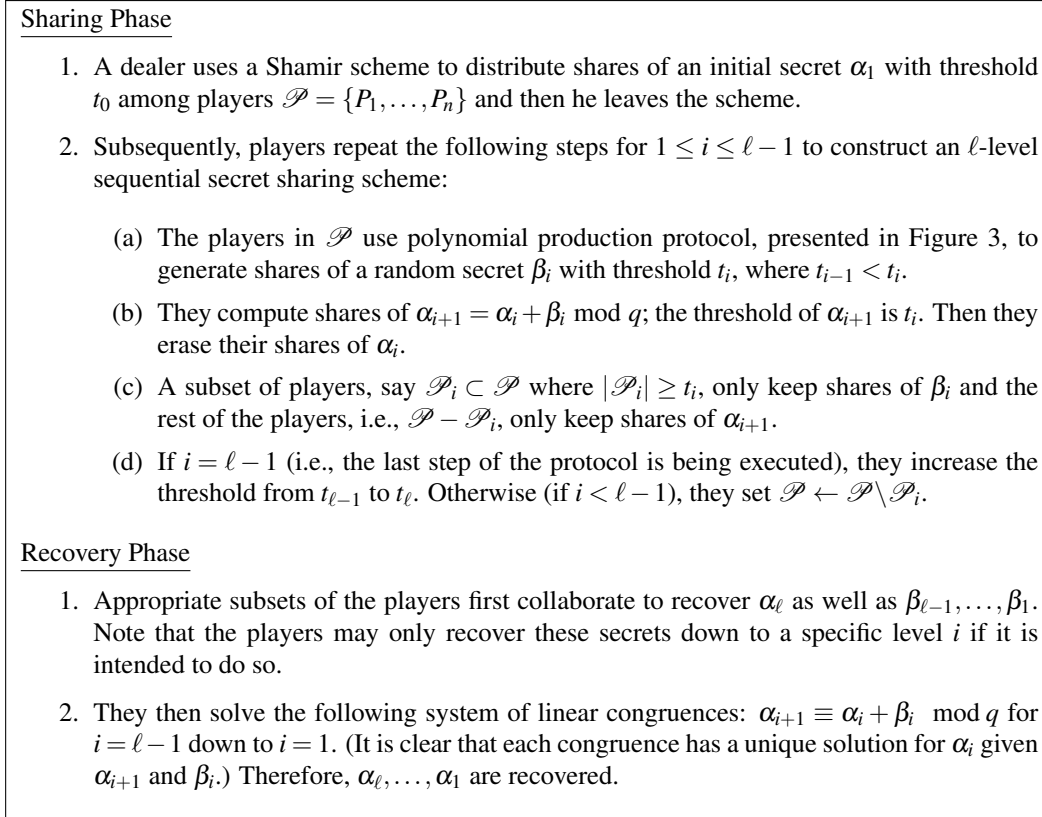 Sharing Phase
1. A dealer uses a Shamir scheme to distribute shares of an initial secret α₁ with threshold
t₀ among players 𝒫 = {P₁,…,Pₙ} and then he leaves the scheme.
2. Subsequently, players repeat the following steps for 1 ≤ i ≤ ℓ − 1 to construct an ℓ-level
sequential secret sharing scheme:
(a) The players in 𝒫 use polynomial production protocol, presented in Figure 3, to
generate shares of a random secret βᵢ with threshold tᵢ, where tᵢ₋₁ < tᵢ.
(b) They compute shares of αᵢ₊₁ = αᵢ + βᵢ mod q; the threshold of αᵢ₊₁ is tᵢ. Then they
erase their shares of αᵢ.
(c) A subset of players, say 𝒫ᵢ ⊂ 𝒫 where |𝒫ᵢ| ≥ tᵢ, only keep shares of βᵢ and the
rest of the players, i.e., 𝒫 − 𝒫ᵢ, only keep shares of αᵢ₊₁.
(d) If i = ℓ − 1 (i.e., the last step of the protocol is being executed), they increase the
threshold from t_{ℓ−1} to t_ℓ. Otherwise (if i < ℓ − 1), they set 𝒫 ← 𝒫\𝒫ᵢ.
Recovery Phase
1. Appropriate subsets of the players first collaborate to recover α_ℓ as well as β_{ℓ−1},…,β₁.
Note that the players may only recover these secrets down to a specific level i if it is
intended to do so.
2. They then solve the following system of linear congruences: αᵢ₊₁ ≡ αᵢ + βᵢ mod q for
i = ℓ − 1 down to i = 1. (It is clear that each congruence has a unique solution for αᵢ given
αᵢ₊₁ and βᵢ.) Therefore, α_ℓ,…,α₁ are recovered.